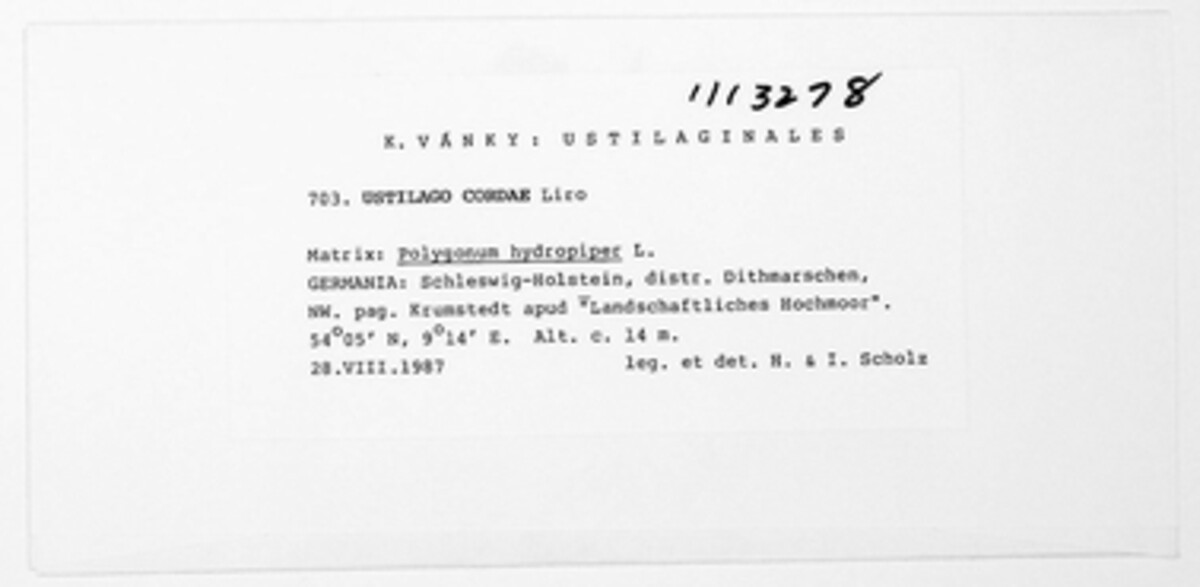 1113278
K. VÁNKY: USTILAGINALES
703. USTILAGO CORDAE Liro
Matrix: Polygonum hydropiper L.
GERMANIA: Schleswig-Holstein, distr. Dithmarschen,
NW. pag. Krumstedt apud "Landschaftliches Hochmoor".
54°05' N, 9°14' E. Alt. c. 14 m.
28.VIII.1987 leg. et det. H. & I. Scholz